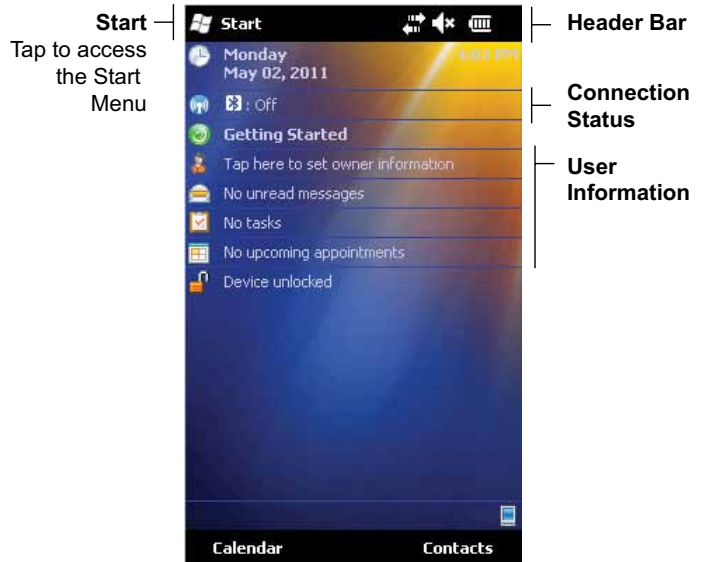 Start
Tap to access
the Start
Menu
Start
Monday
May 02, 2011
: Off
Getting Started
Tap here to set owner information
No unread messages
No tasks
No upcoming appointments
Device unlocked
Calendar
Contacts
Header Bar
Connection
Status
User
Information